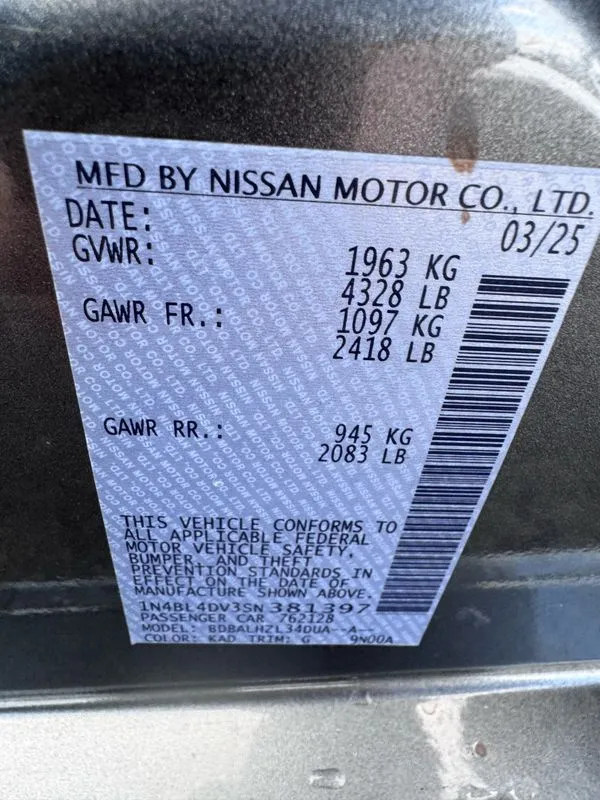 MFD BY NISSAN MOTOR CO., LTD.
DATE: 03/25
GVWR: 1963 KG
4328 LB
GAWR FR.: 1097 KG
2418 LB
GAWR RR.: 945 KG
2083 LB
THIS VEHICLE CONFORMS TO
ALL APPLICABLE FEDERAL
MOTOR VEHICLE SAFETY,
BUMPER, AND THEFT
PREVENTION STANDARDS IN
EFFECT ON THE DATE OF
MANUFACTURE SHOWN ABOVE.
1N4BL4DV3SN381397
PASSENGER CAR 762128
MODEL: BDBALHZL34DUA--A--
COLOR: KAD TRIM: G 9N00A